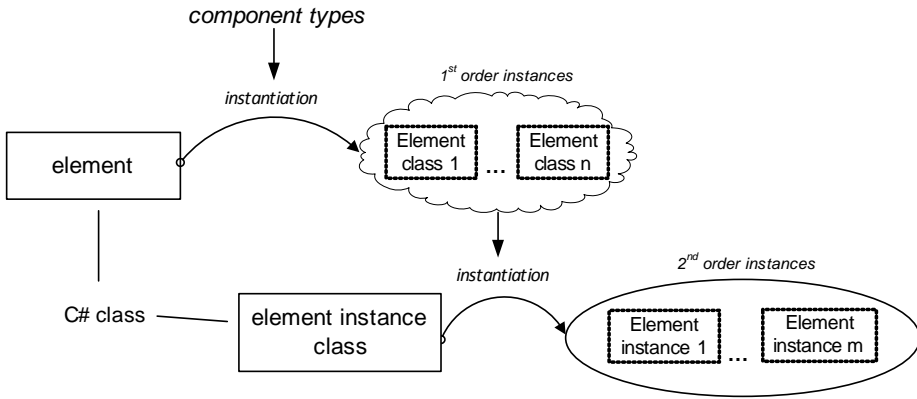 component types
1st order instances
instantiation
Element
class 1
...
Element
class n
element
instantiation
2nd order instances
C# class
element instance
class
Element
instance 1
...
Element
instance m